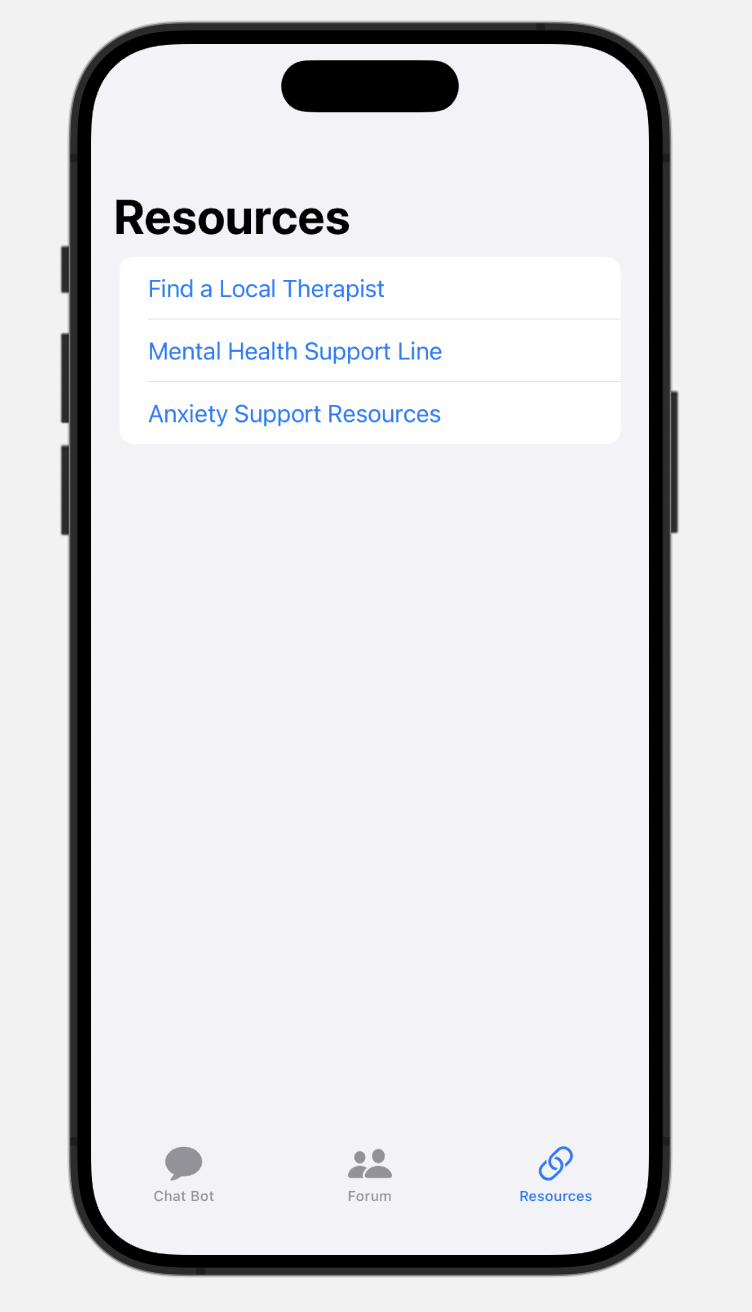 Resources
Find a Local Therapist
Mental Health Support Line
Anxiety Support Resources
Chat Bot
Forum
Resources